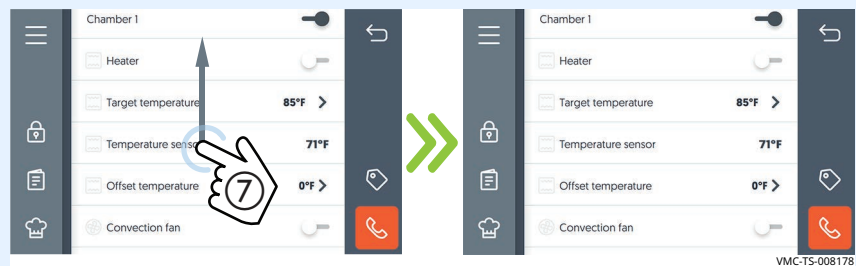 Chamber 1
Heater
Target temperature 85°F
Temperature sensor 71°F
Offset temperature 0°F
Convection fan
7
Chamber 1
Heater
Target temperature 85°F
Temperature sensor 71°F
Offset temperature 0°F
Convection fan
VMC-TS-008178